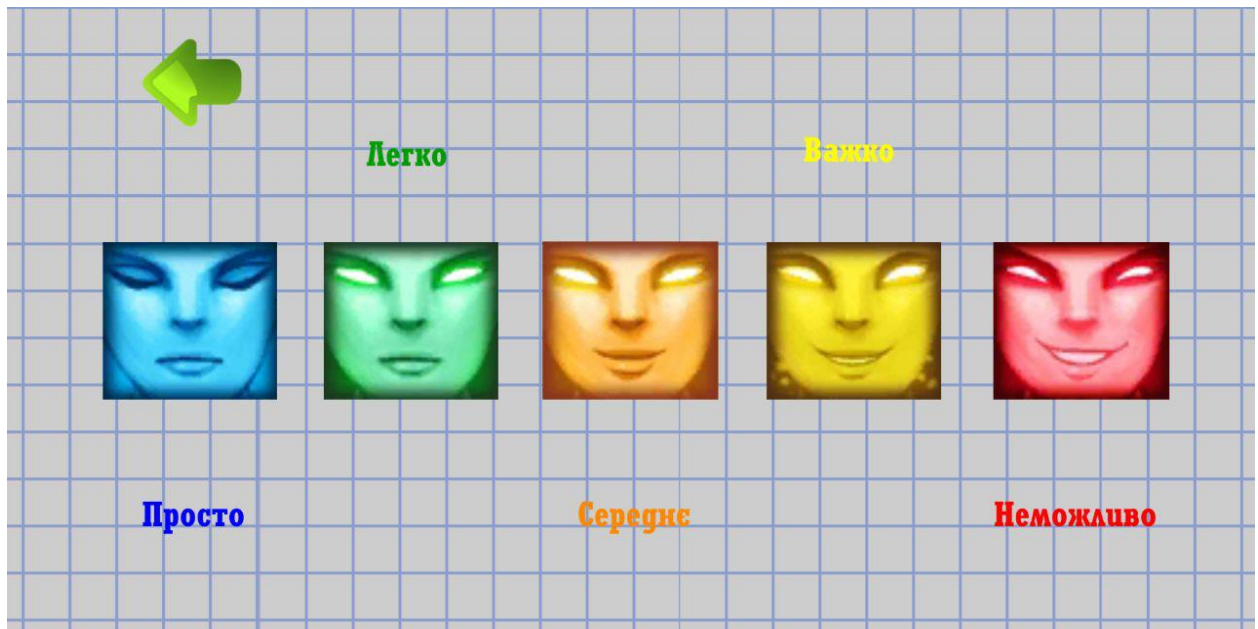 Легко
Важко
Просто
Середнє
Неможливо